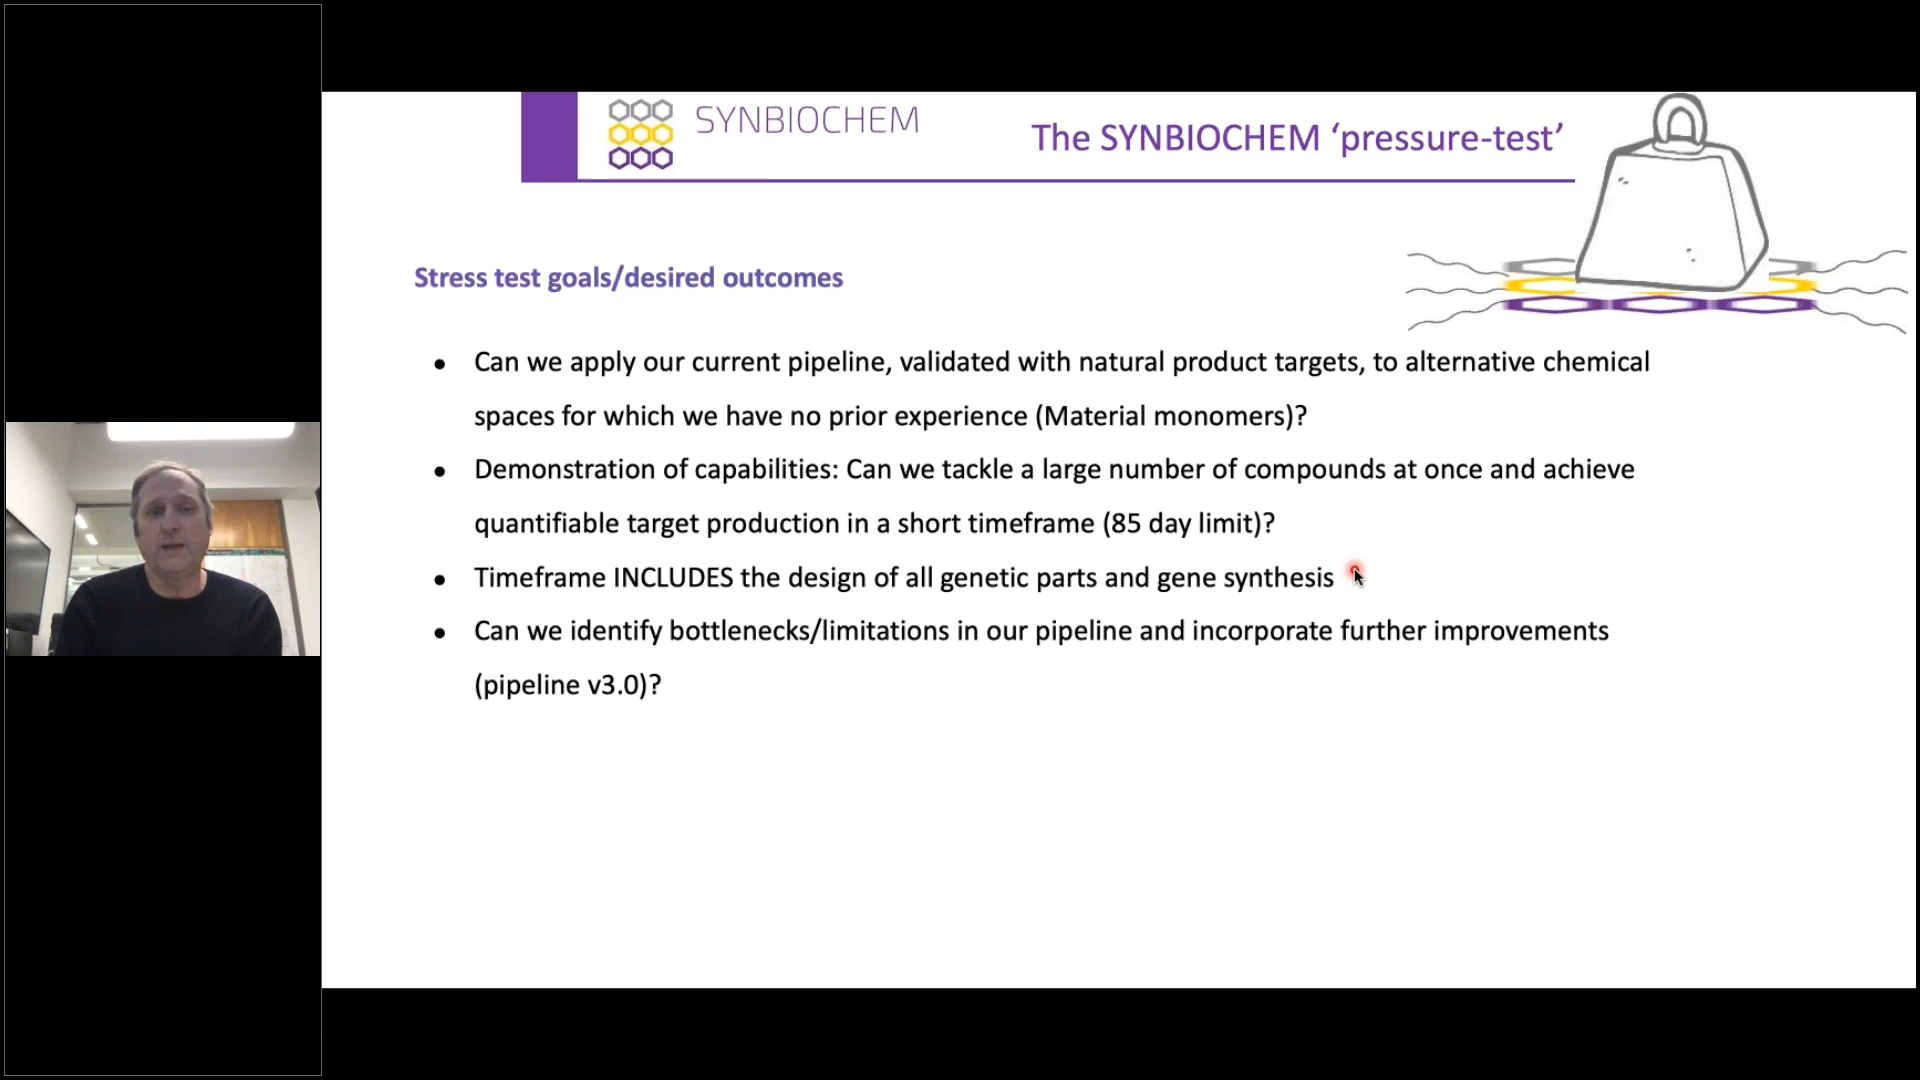 SYNBIOCHEM
The SYNBIOCHEM ‘pressure-test’
Stress test goals/desired outcomes
• Can we apply our current pipeline, validated with natural product targets, to alternative chemical
spaces for which we have no prior experience (Material monomers)?
• Demonstration of capabilities: Can we tackle a large number of compounds at once and achieve
quantifiable target production in a short timeframe (85 day limit)?
• Timeframe INCLUDES the design of all genetic parts and gene synthesis
• Can we identify bottlenecks/limitations in our pipeline and incorporate further improvements
(pipeline v3.0)?